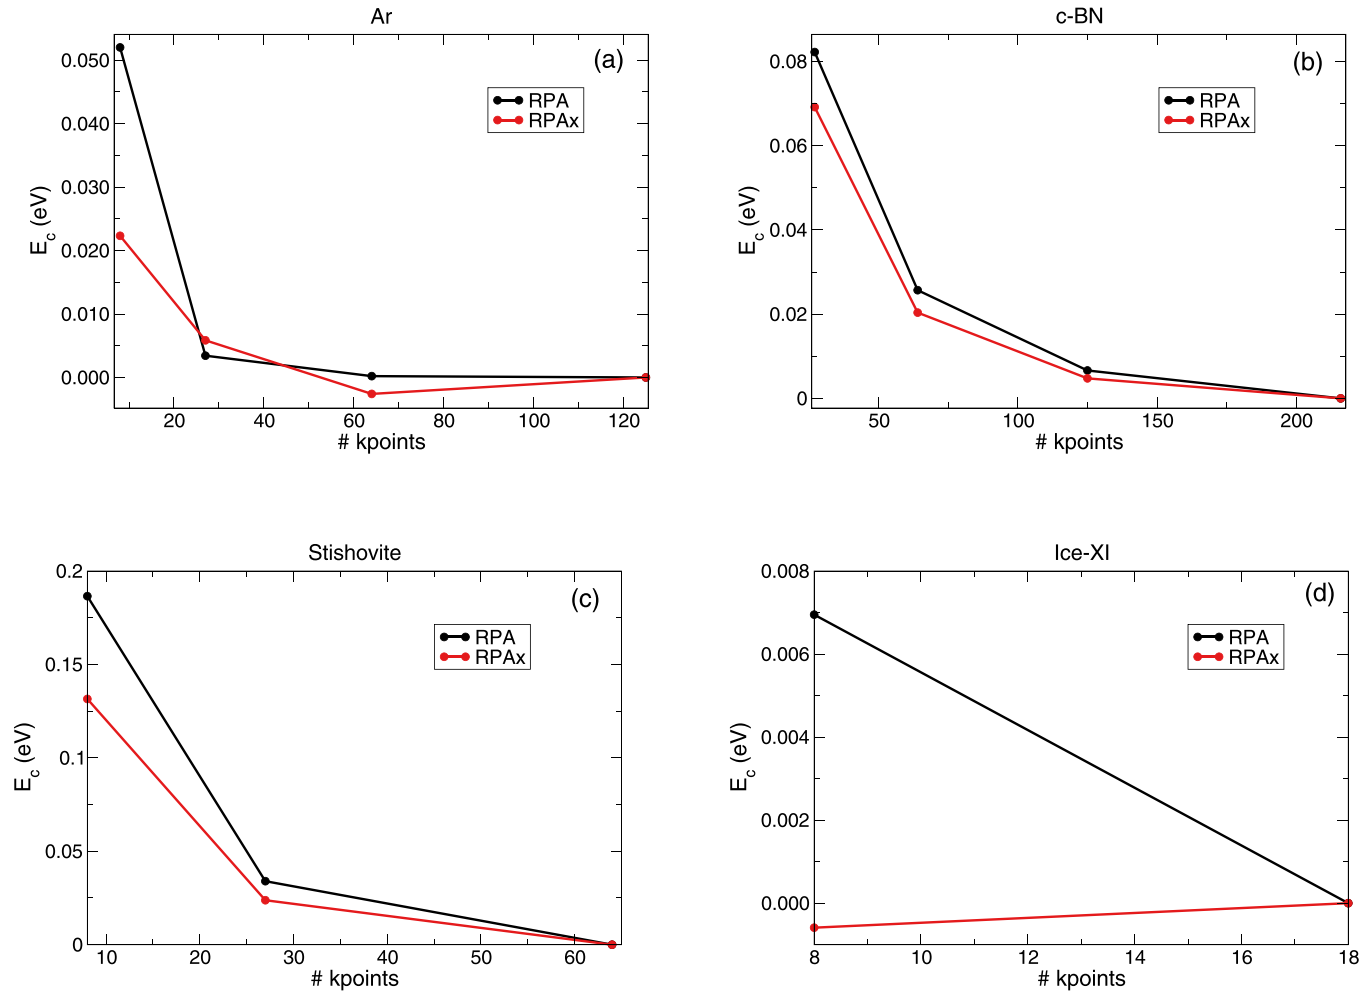 Ar
(a)
RPA
RPAx
0.050
0.040
0.030
0.020
0.010
0.000
E_c (eV)
20 40 60 80 100 120
# kpoints
c-BN
(b)
RPA
RPAx
0.08
0.06
0.04
0.02
0
E_c (eV)
50 100 150 200
# kpoints
Stishovite
(c)
RPA
RPAx
0.2
0.15
0.1
0.05
0
E_c (eV)
10 20 30 40 50 60
# kpoints
Ice-XI
(d)
RPA
RPAx
0.008
0.006
0.004
0.002
0.000
E_c (eV)
8 10 12 14 16 18
# kpoints